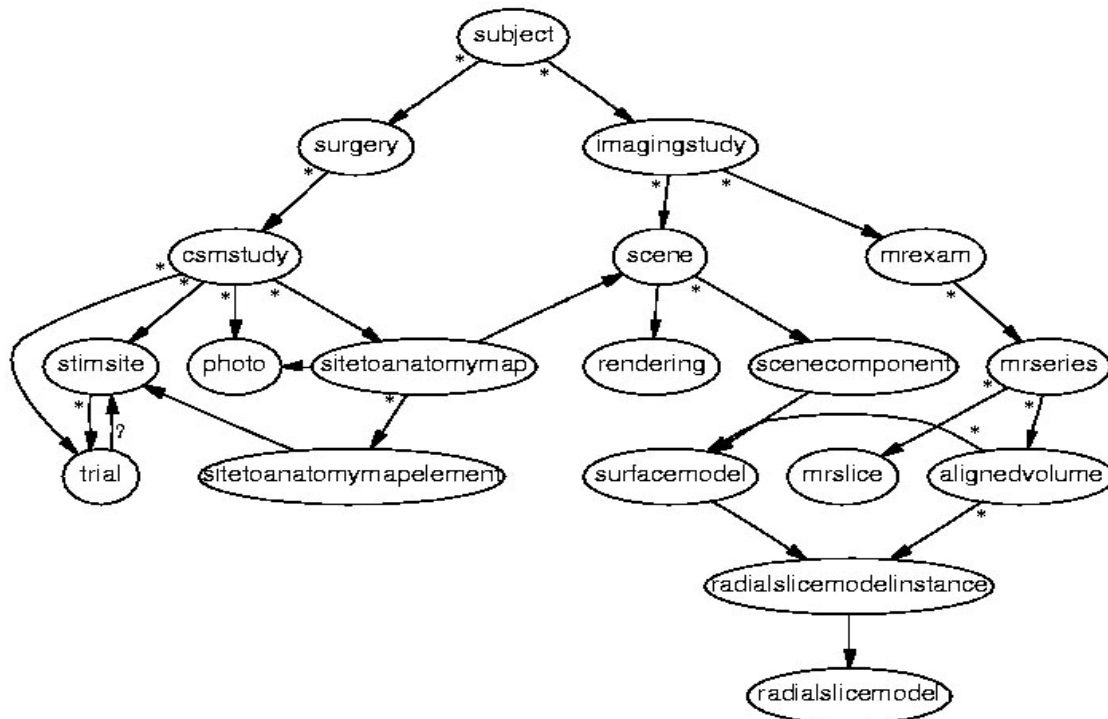 subject
* *
surgery imagingstudy
* * *
csmstudy scene mrexam
* * * * * *
stimsite photo sitetoanatomymap rendering scenecomponent mrseries
* * * *
? *
trial sitetoanatomymapelement surfacemodel mrslice alignedvolume
*
radialslicemodelinstance
radialslicemodel